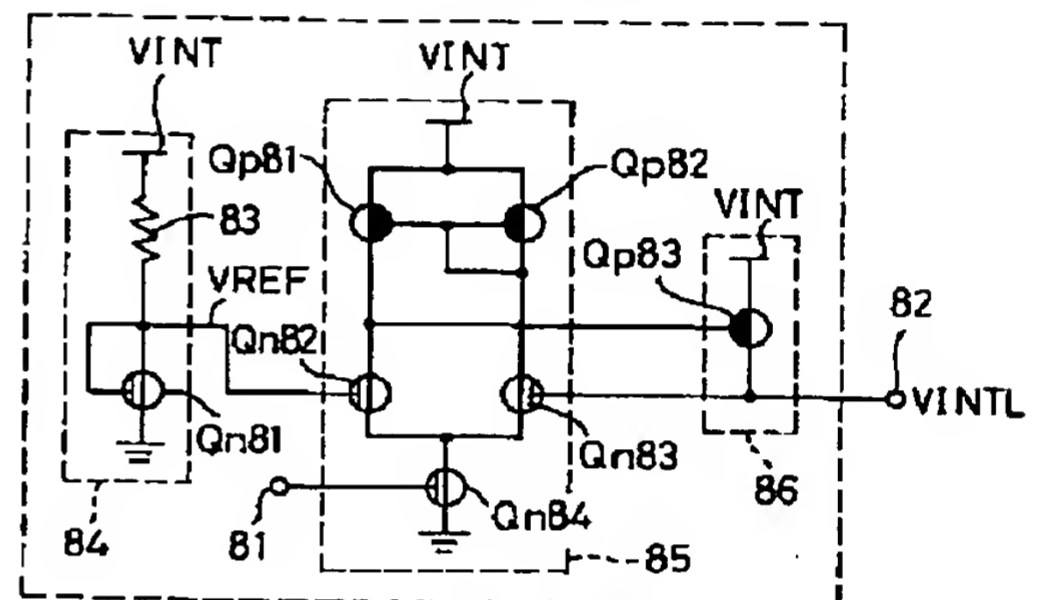 VINT
VINT
Qp81
Qp82
83
VINT
Qp83
VREF
82
Qn82
VINTL
Qn81
Qn83
86
81
Qn84
84
85